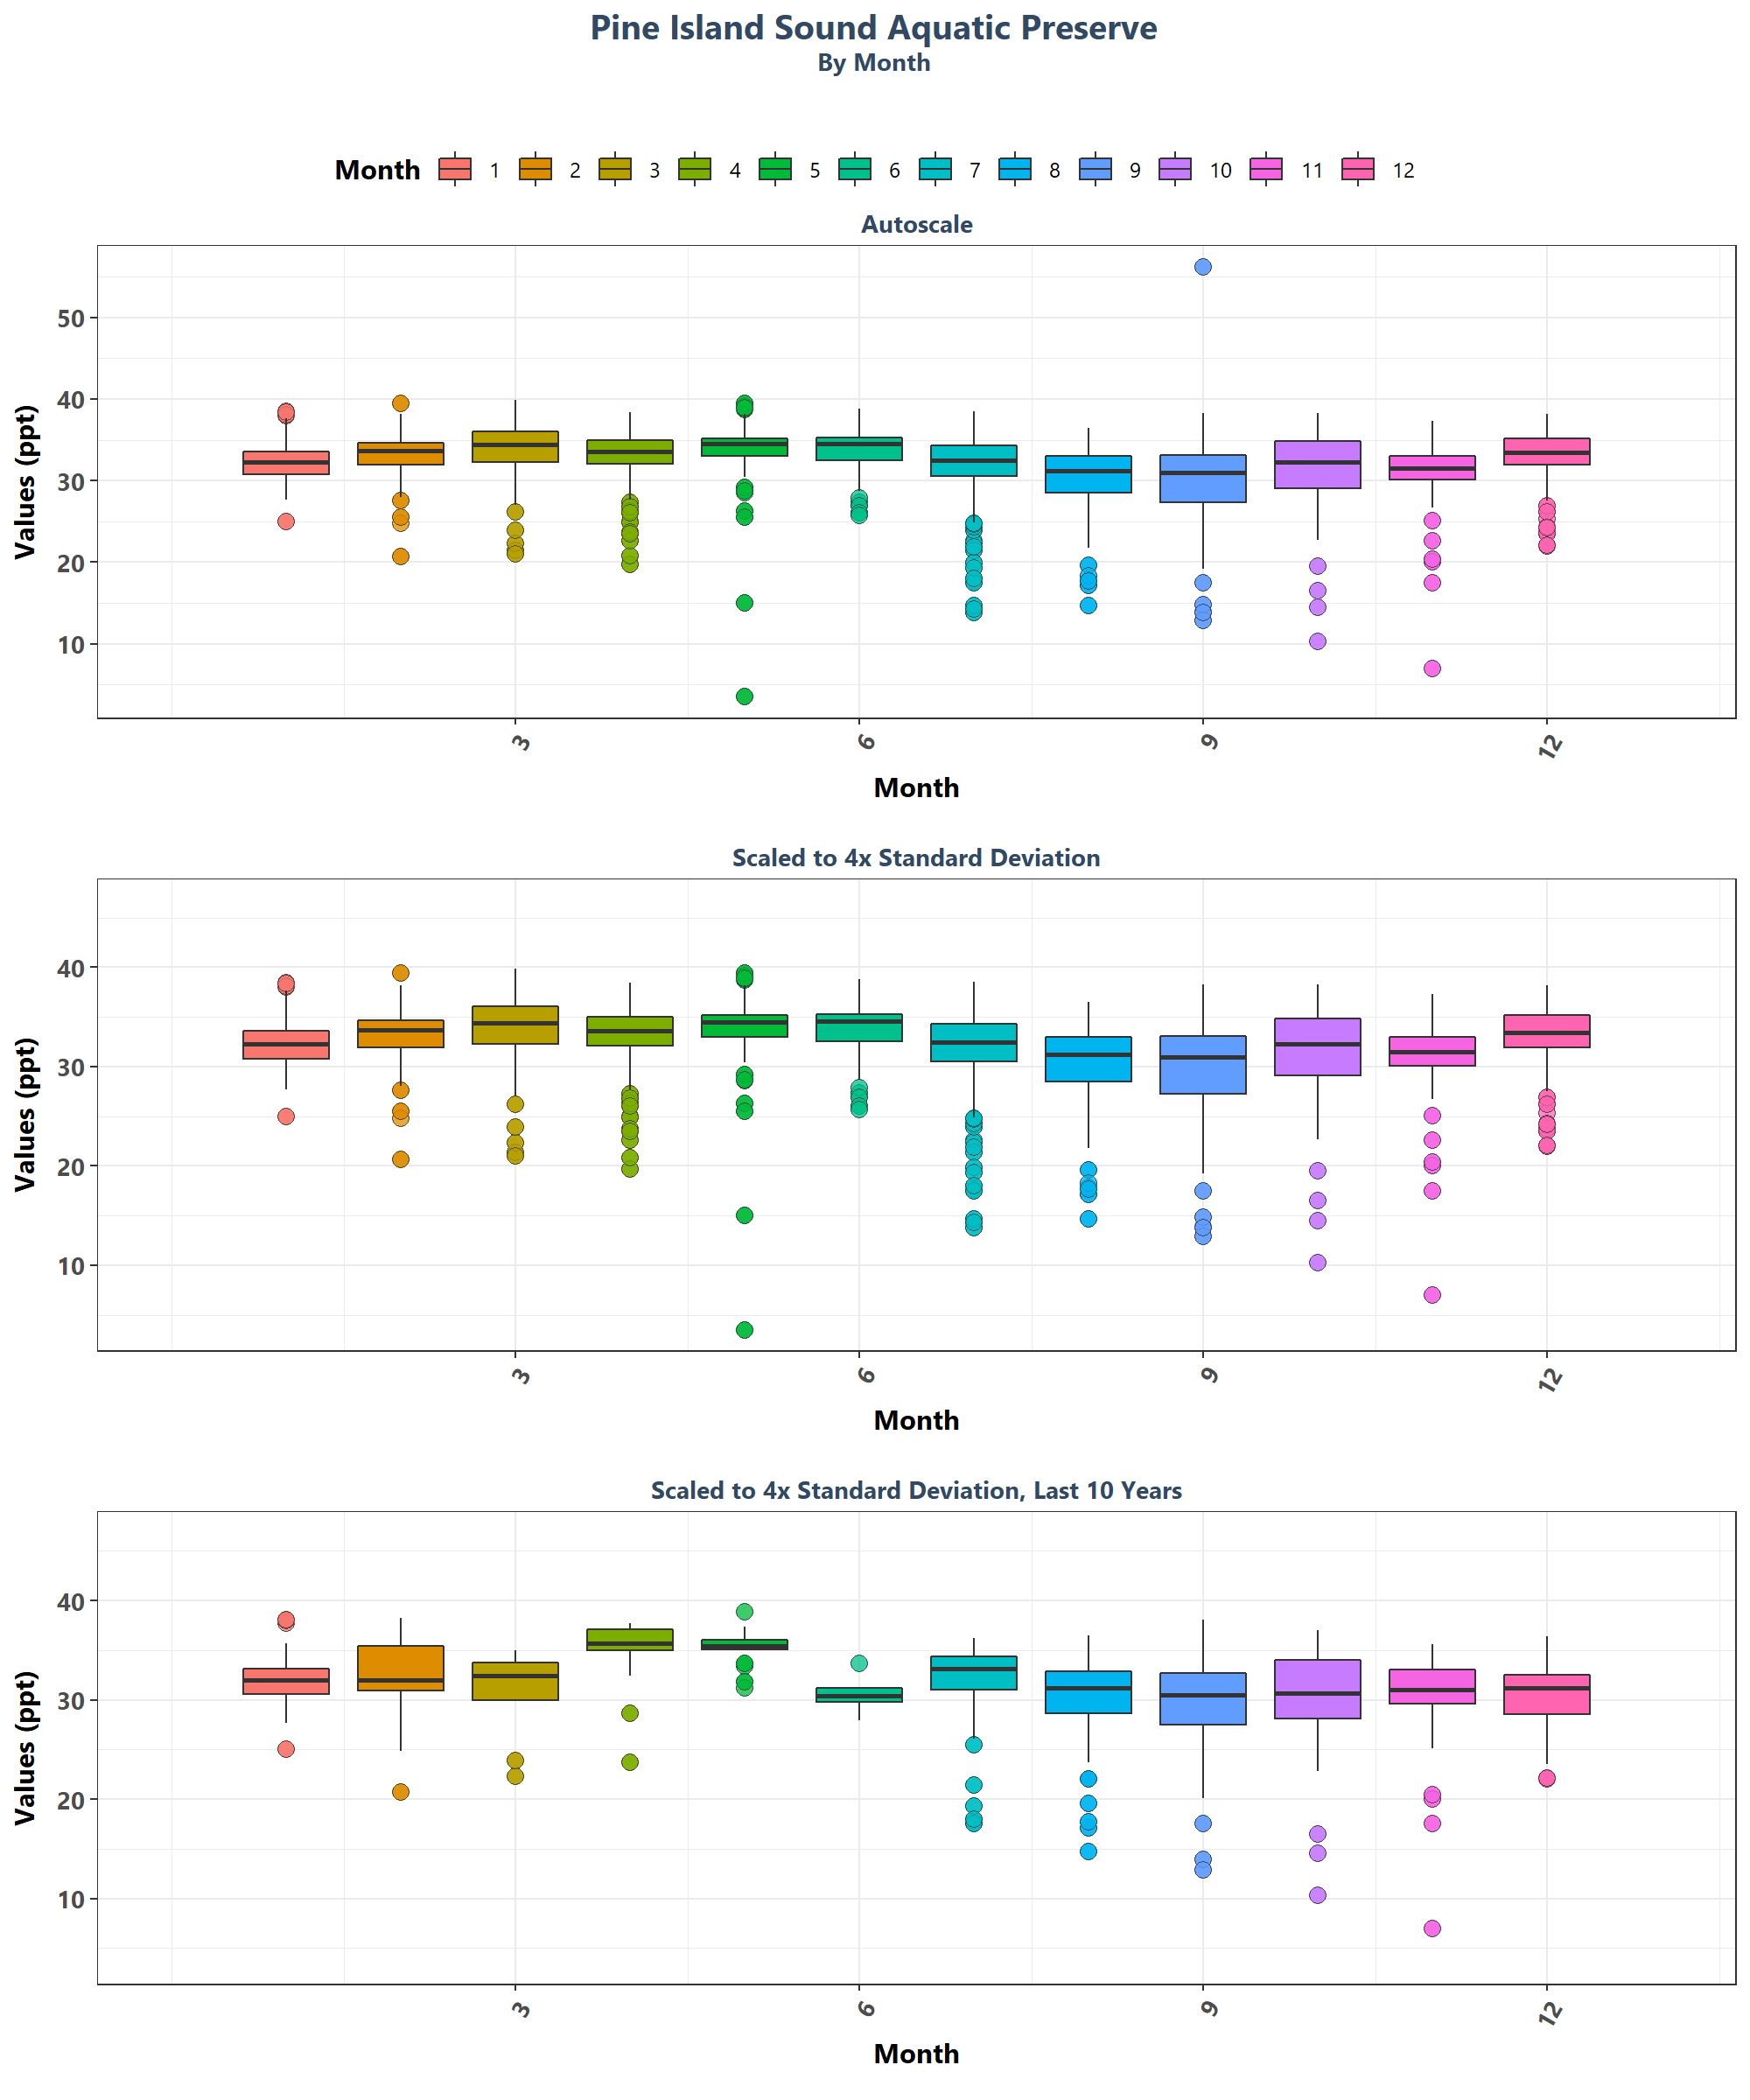 Pine Island Sound Aquatic Preserve
By Month
Month 1 2 3 4 5 6 7 8 9 10 11 12
Autoscale
Values (ppt)
50
40
30
20
10
3 6 9 12
Month
Scaled to 4x Standard Deviation
Values (ppt)
40
30
20
10
3 6 9 12
Month
Scaled to 4x Standard Deviation, Last 10 Years
Values (ppt)
40
30
20
10
3 6 9 12
Month